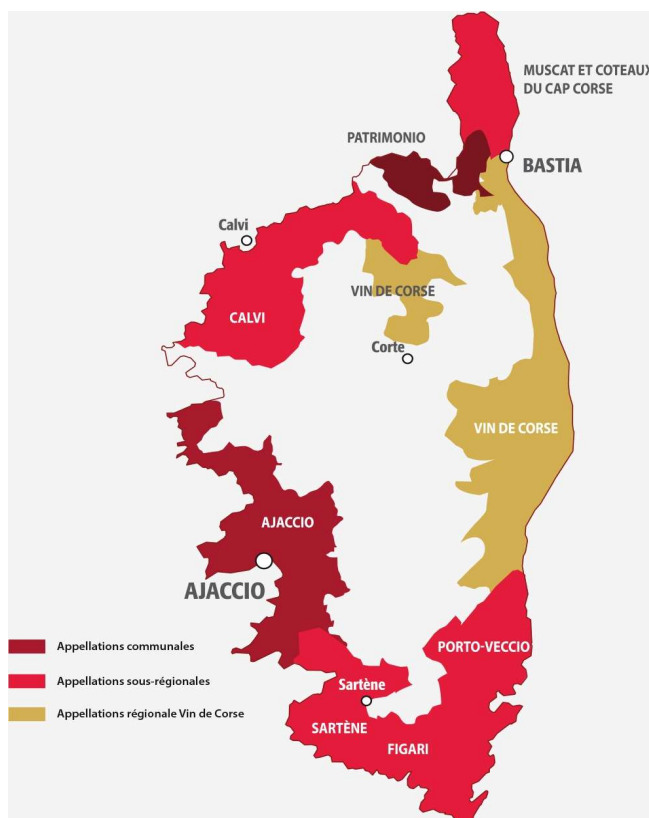 MUSCAT ET COTEAUX
DU CAP CORSE
PATRIMONIO
BASTIA
Calvi
VIN DE CORSE
CALVI
Corte
VIN DE CORSE
AJACCIO
AJACCIO
PORTO-VECCIO
Appellations communales
Appellations sous-régionales
Appellations régionale Vin de Corse
Sartène
SARTÈNE
FIGARI